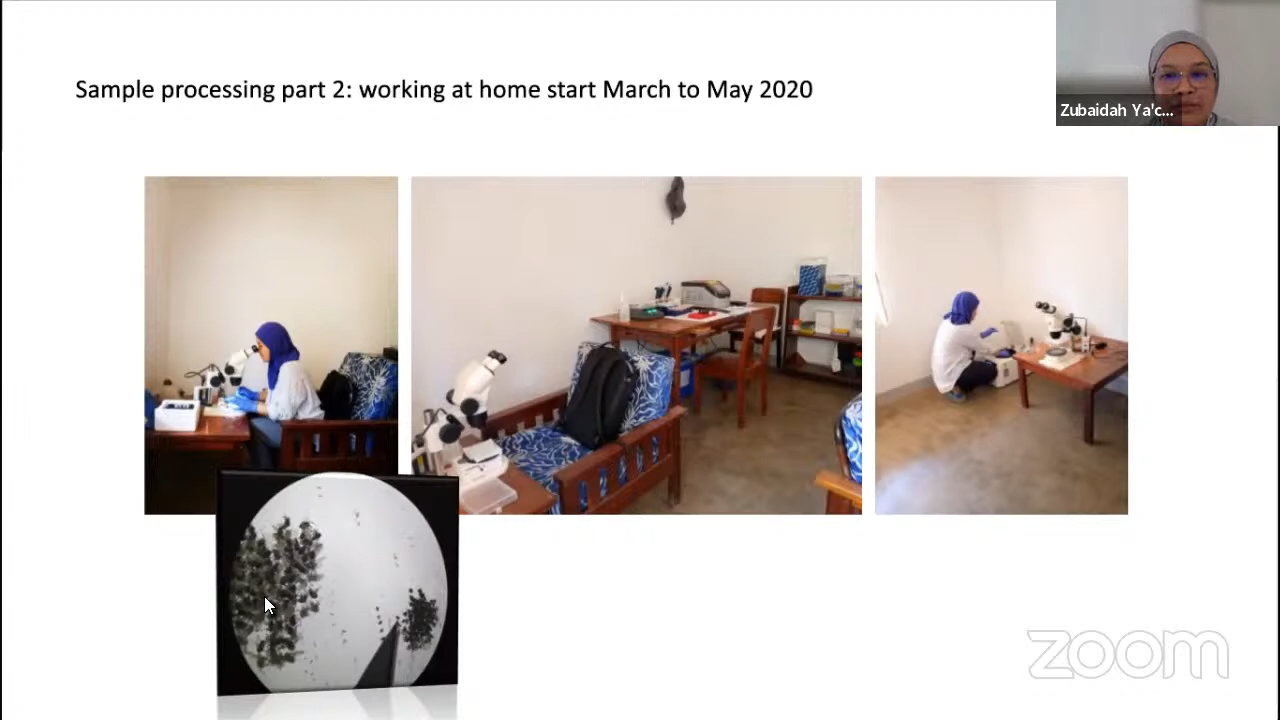 Sample processing part 2: working at home start March to May 2020
Zubaidah Ya'c...
zoom